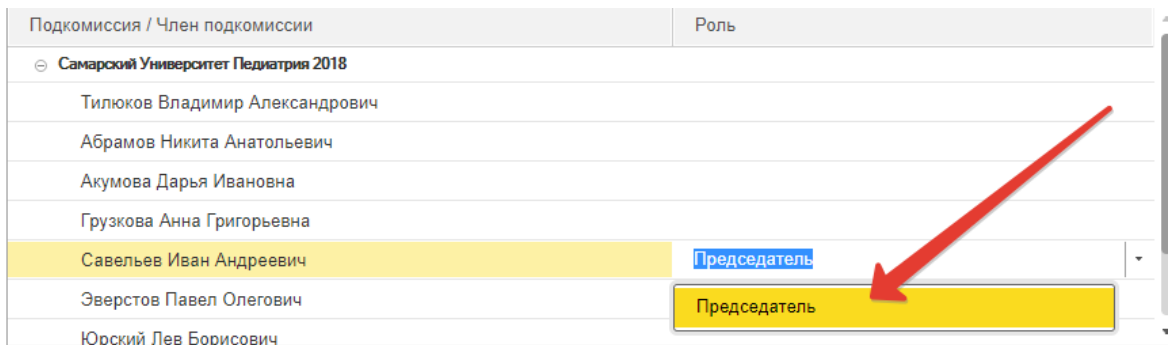 Подкомиссия / Член подкомиссии Роль
Самарский Университет Педиатрия 2018
Тилюков Владимир Александрович
Абрамов Никита Анатольевич
Акумова Дарья Ивановна
Грузкова Анна Григорьевна
Савельев Иван Андреевич Председатель
Эверстов Павел Олегович Председатель
Юрский Лев Борисович